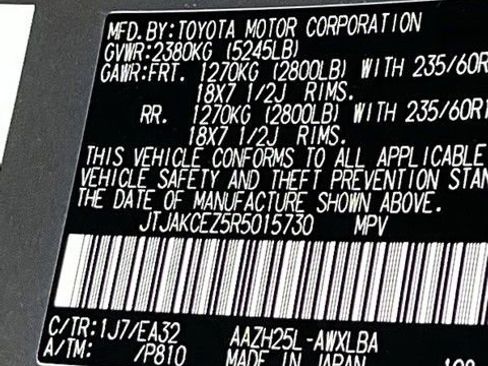 MFD. BY: TOYOTA MOTOR CORPORATION
GVWR: 2380KG (5245LB)
GAWR: FRT. 1270KG (2800LB) WITH 235/60R
18X7 1/2J RIMS.
RR. 1270KG (2800LB) WITH 235/60R1
18X7 1/2J RIMS.
THIS VEHICLE CONFORMS TO ALL APPLICABLE
VEHICLE SAFETY AND THEFT PREVENTION STAN
THE DATE OF MANUFACTURE SHOWN ABOVE.
JTJAKCEZ5R5015730 MPV
C/TR: 1J7/EA32 AAZH25L-AWXLBA
A/TM: /P810 MADE IN JAPAN